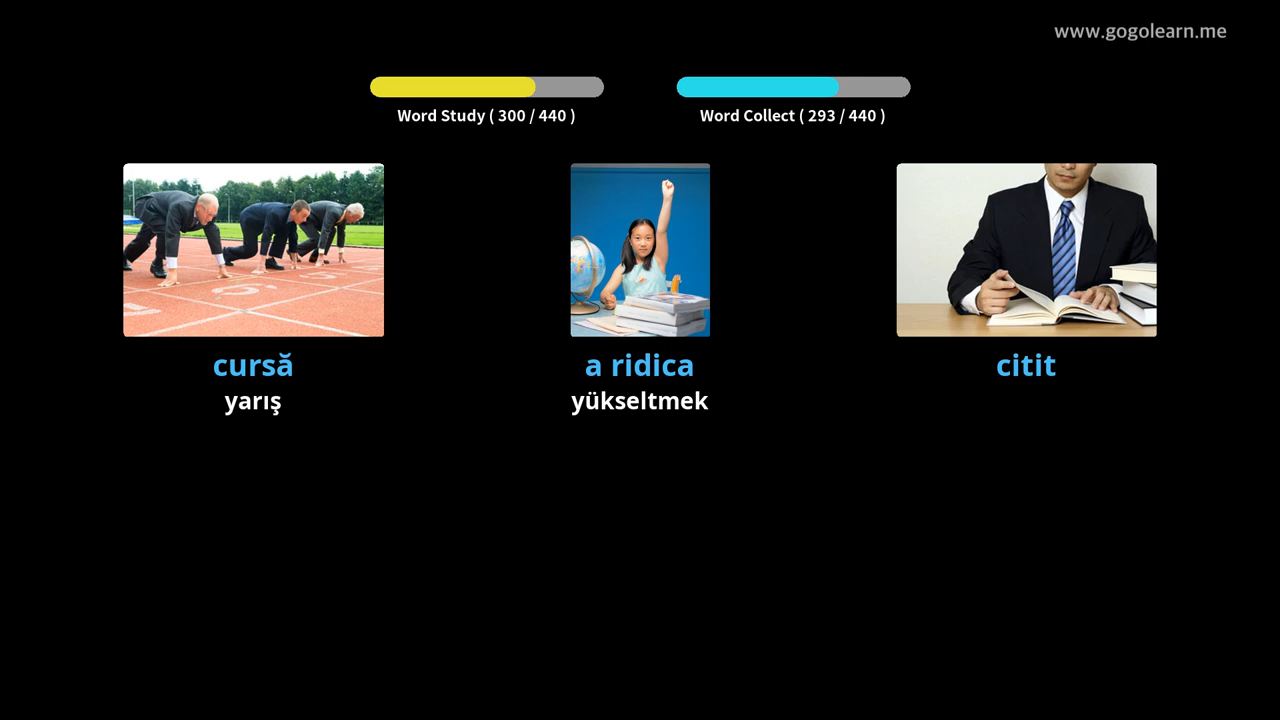 www.gogolearn.me
Word Study ( 300 / 440 )
Word Collect ( 293 / 440 )
cursă
yarış
a ridica
yükseltmek
citit